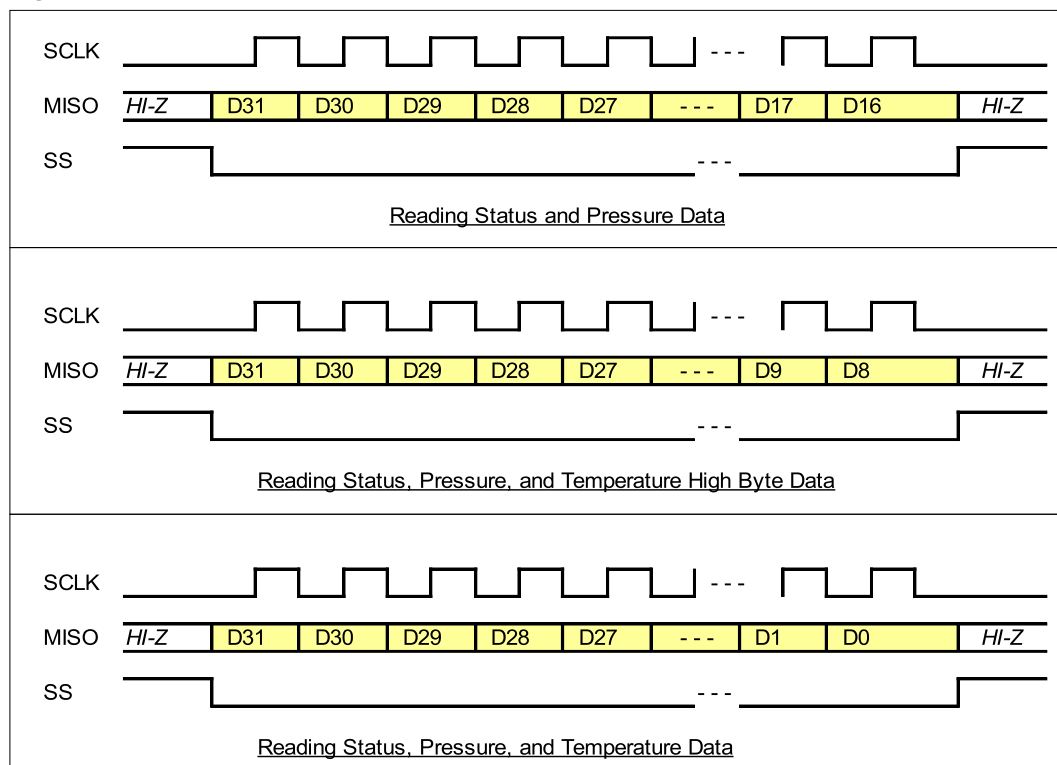 SCLK - - -
MISO HI-Z D31 D30 D29 D28 D27 - - - D17 D16 HI-Z
SS - - -
Reading Status and Pressure Data
SCLK - - -
MISO HI-Z D31 D30 D29 D28 D27 - - - D9 D8 HI-Z
SS - - -
Reading Status, Pressure, and Temperature High Byte Data
SCLK - - -
MISO HI-Z D31 D30 D29 D28 D27 - - - D1 D0 HI-Z
SS - - -
Reading Status, Pressure, and Temperature Data